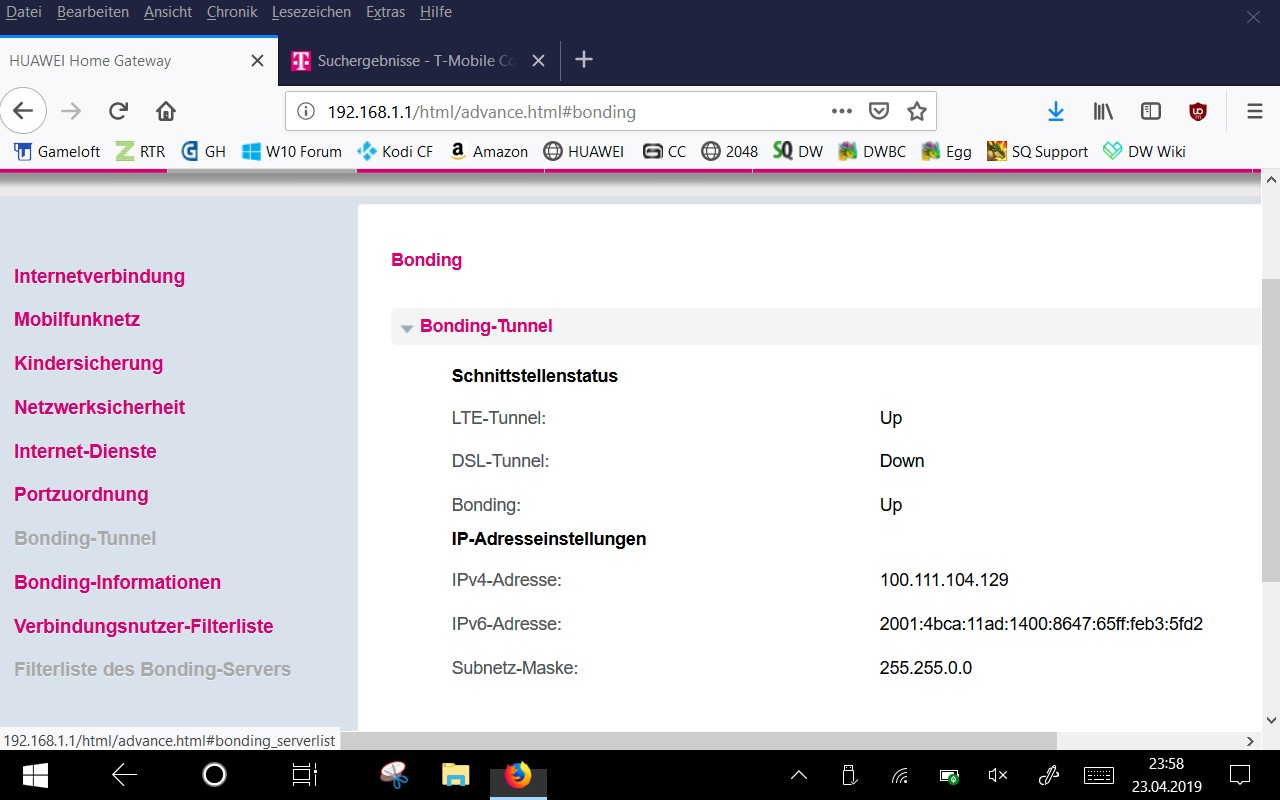 Datei Bearbeiten Ansicht Chronik Lesezeichen Extras Hilfe
HUAWEI Home Gateway Suchergebnisse - T-Mobile Co
192.168.1.1/html/advance.html#bonding
Gameloft RTR GH W10 Forum Kodi CF Amazon HUAWEI CC 2048 DW DWBC Egg SQ Support DW Wiki
Internetverbindung
Mobilfunknetz
Kindersicherung
Netzwerksicherheit
Internet-Dienste
Portzuordnung
Bonding-Tunnel
Bonding-Informationen
Verbindungsnutzer-Filterliste
Filterliste des Bonding-Servers
Bonding
Bonding-Tunnel
Schnittstellenstatus
LTE-Tunnel: Up
DSL-Tunnel: Down
Bonding: Up
IP-Adresseinstellungen
IPv4-Adresse: 100.111.104.129
IPv6-Adresse: 2001:4bca:11ad:1400:8647:65ff:feb3:5fd2
Subnetz-Maske: 255.255.0.0
192.168.1.1/html/advance.html#bonding_serverlist
23:58
23.04.2019